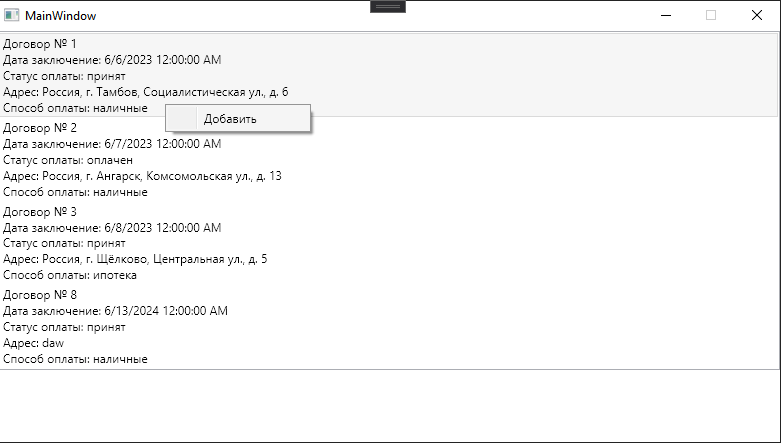 MainWindow
Договор № 1
Дата заключение: 6/6/2023 12:00:00 AM
Статус оплаты: принят
Адрес: Россия, г. Тамбов, Социалистическая ул., д. 6
Способ оплаты: наличные
Добавить
Договор № 2
Дата заключение: 6/7/2023 12:00:00 AM
Статус оплаты: оплачен
Адрес: Россия, г. Ангарск, Комсомольская ул., д. 13
Способ оплаты: наличные
Договор № 3
Дата заключение: 6/8/2023 12:00:00 AM
Статус оплаты: принят
Адрес: Россия, г. Щёлково, Центральная ул., д. 5
Способ оплаты: ипотека
Договор № 8
Дата заключение: 6/13/2024 12:00:00 AM
Статус оплаты: принят
Адрес: daw
Способ оплаты: наличные